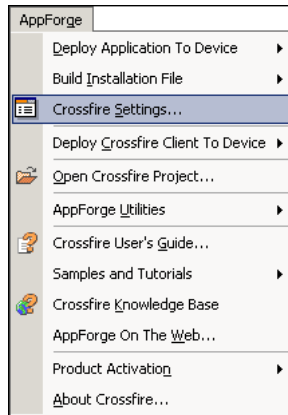 AppForge
Deploy Application To Device
Build Installation File
Crossfire Settings...
Deploy Crossfire Client To Device
Open Crossfire Project...
AppForge Utilities
Crossfire User's Guide...
Samples and Tutorials
Crossfire Knowledge Base
AppForge On The Web...
Product Activation
About Crossfire...